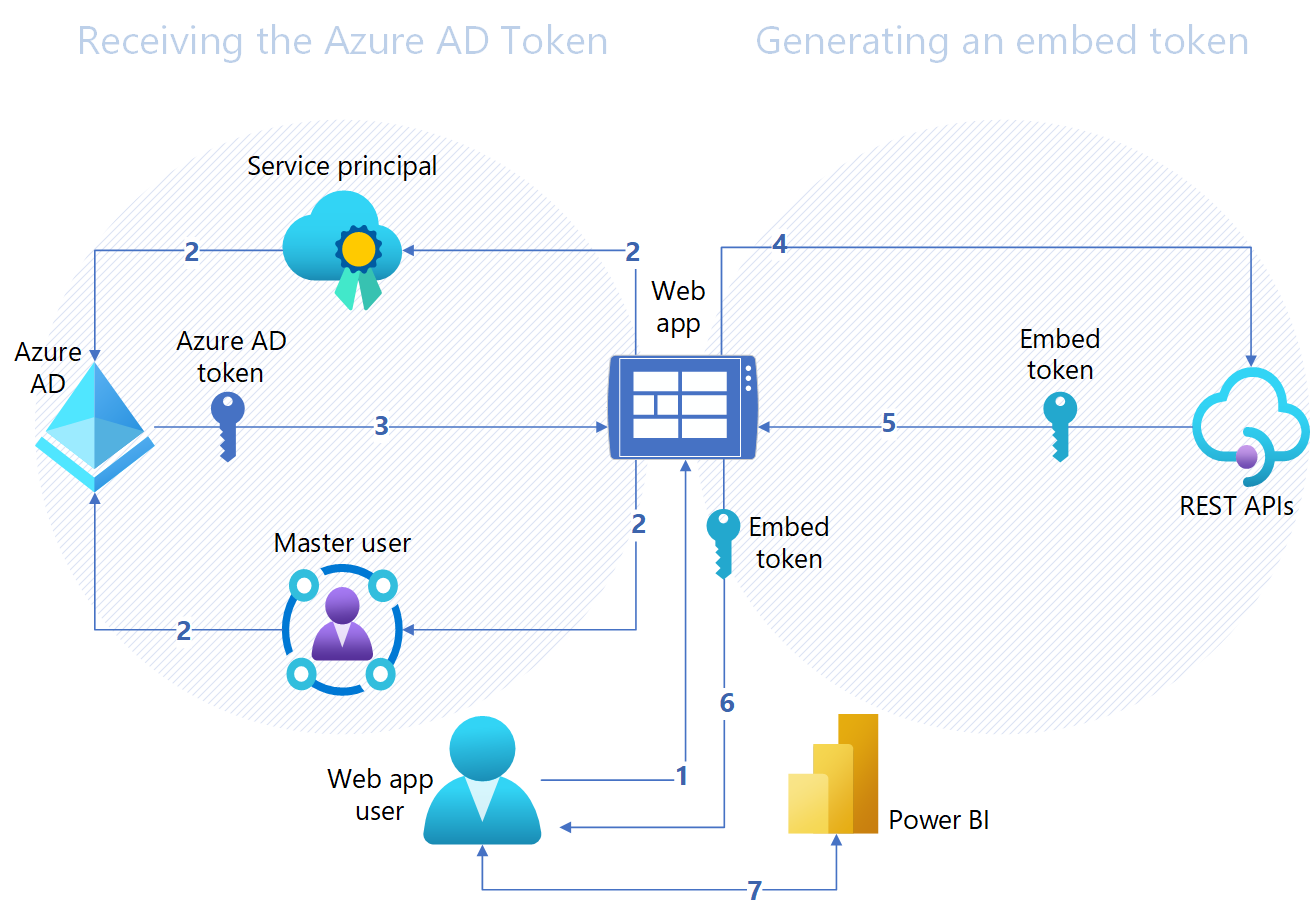 Receiving the Azure AD Token
Generating an embed token
Service principal
2
2
4
Web
app
Azure
AD
Azure AD
token
Embed
token
3
5
REST APIs
Master user
2
Embed
token
2
6
Web app
user
1
Power BI
7